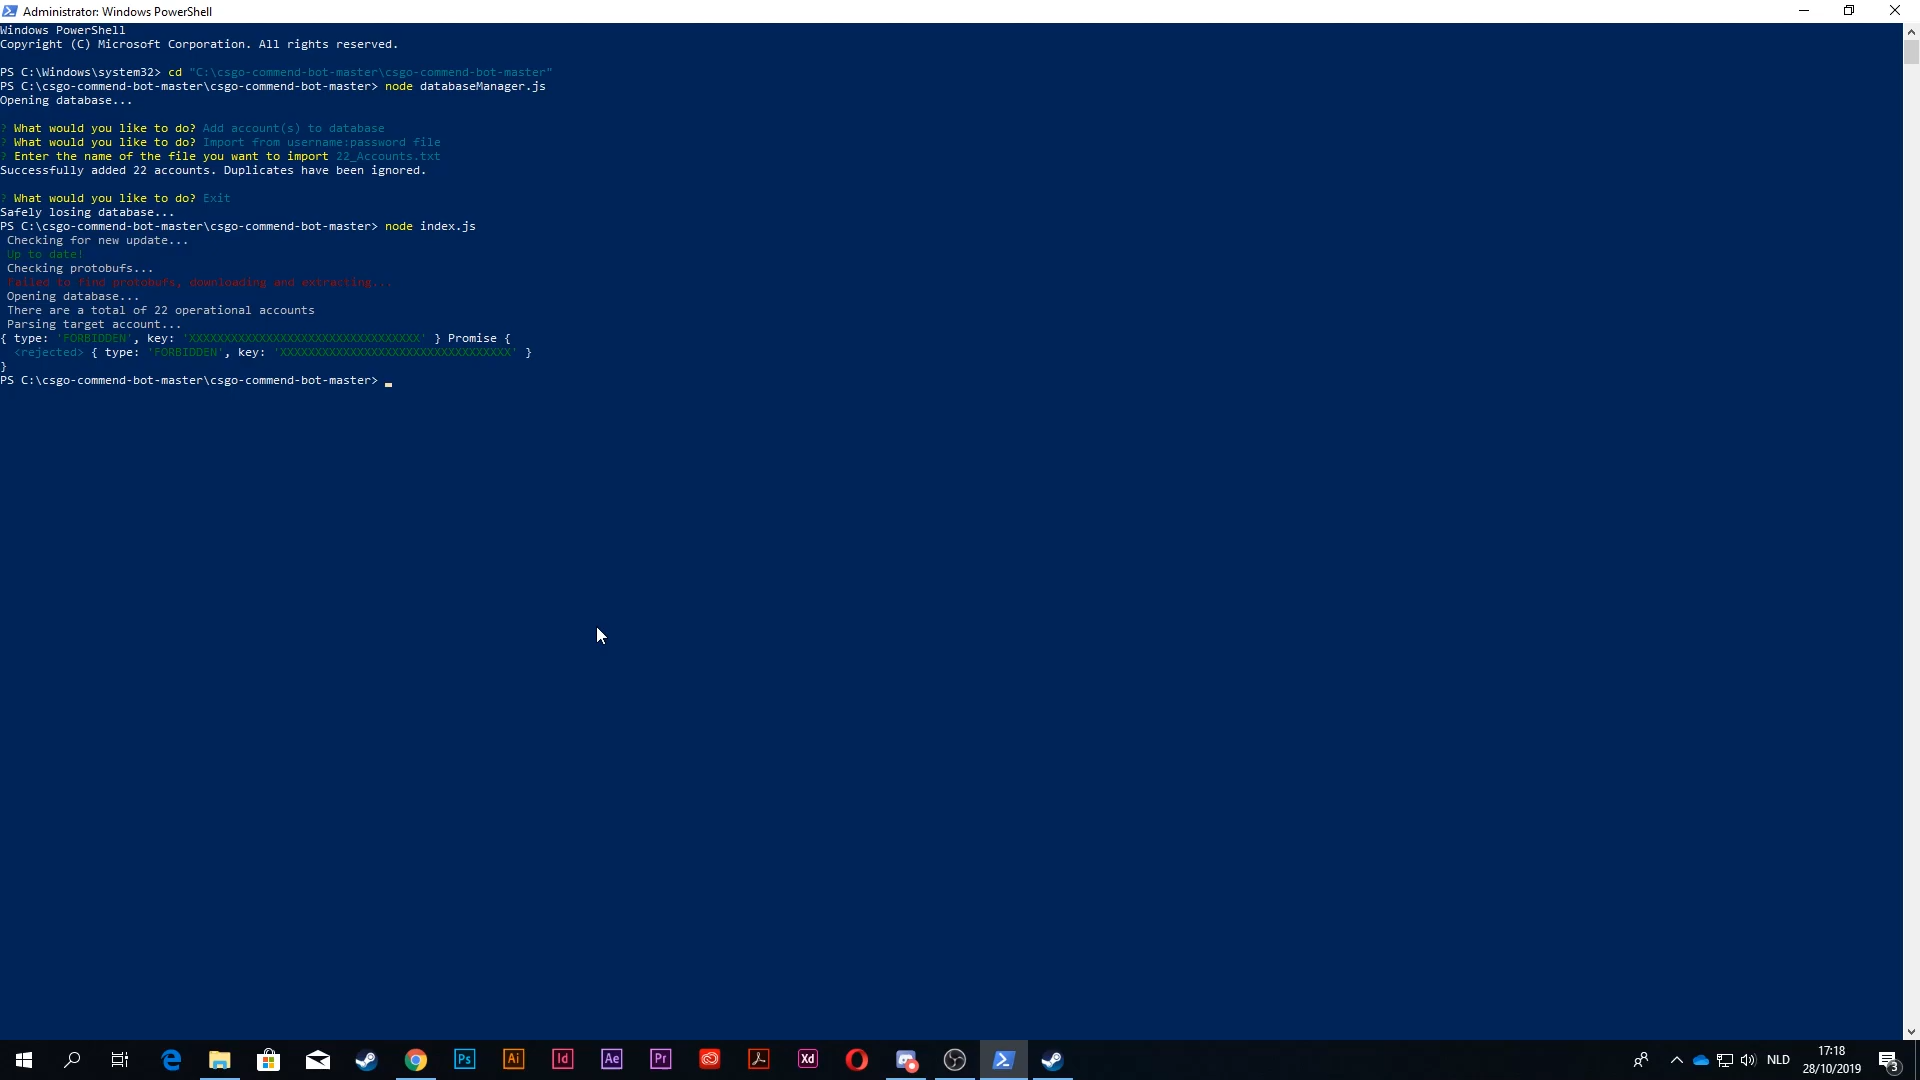 Administrator: Windows PowerShell
Windows PowerShell
Copyright (C) Microsoft Corporation. All rights reserved.
PS C:\Windows\system32> cd "C:\csgo-commend-bot-master\csgo-commend-bot-master"
PS C:\csgo-commend-bot-master\csgo-commend-bot-master> node databaseManager.js
Opening database...
? What would you like to do? Add account(s) to database
? What would you like to do? Import from username:password file
? Enter the name of the file you want to import 22_Accounts.txt
Successfully added 22 accounts. Duplicates have been ignored.
? What would you like to do? Exit
Safely losing database...
PS C:\csgo-commend-bot-master\csgo-commend-bot-master> node index.js
Checking for new update...
Up to date!
Checking protobufs...
Failed to find protobufs, downloading and extracting...
Opening database...
There are a total of 22 operational accounts
Parsing target account...
{ type: 'FORBIDDEN', key: 'XXXXXXXXXXXXXXXXXXXXXXXXXXXXXXXXX' } Promise {
<rejected> { type: 'FORBIDDEN', key: 'XXXXXXXXXXXXXXXXXXXXXXXXXXXXXXXXX' }
}
PS C:\csgo-commend-bot-master\csgo-commend-bot-master>
Ps Ai Id Ae Pr Xd
NLD
17:18
28/10/2019
3